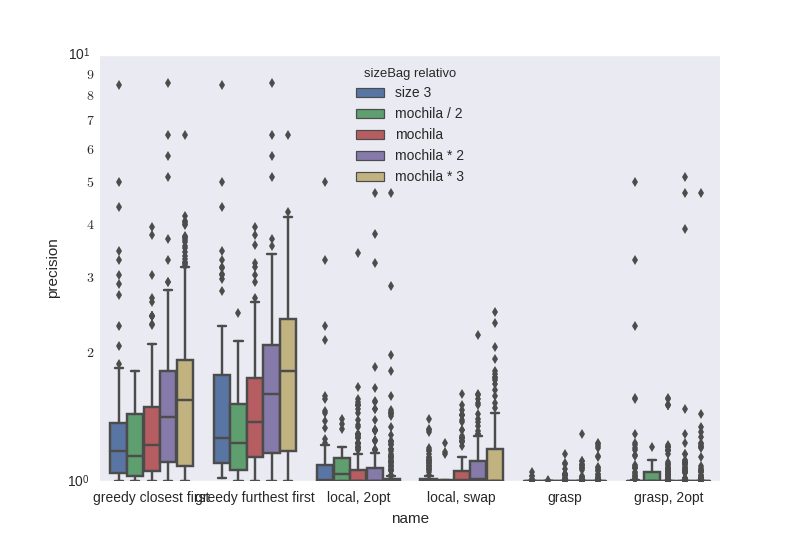 10¹
9
8
7
6
5
4
3
2
10⁰
precision
sizeBag relativo
size 3
mochila / 2
mochila
mochila * 2
mochila * 3
greedy closest first
greedy furthest first
local, 2opt
local, swap
grasp
grasp, 2opt
name